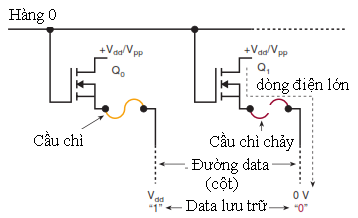 Hàng 0
+Vdd/Vpp
+Vdd/Vpp
Q0
Q1
dòng điện lớn
Cầu chì
Cầu chì chảy
Đường data
(cột)
Vdd
0 V
"1"
Data lưu trữ
"0"